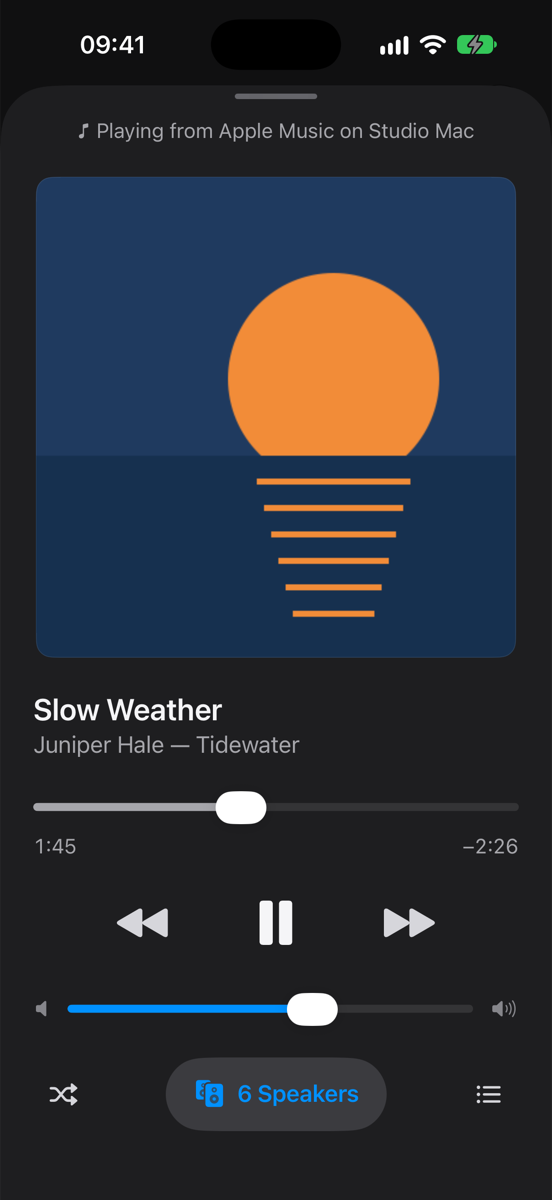 09:41
Playing from Apple Music on Studio Mac
Slow Weather
Juniper Hale — Tidewater
1:45
−2:26
6 Speakers